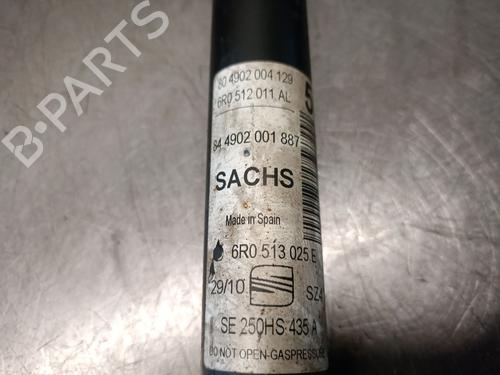 80 4902 004 129
6R0 512 011 AL
84 4902 001 887
SACHS
Made in Spain
6R0 513 025 E
29/10
SE 250HS 435 A
DO NOT OPEN-GASPRESSURE
B-PARTS